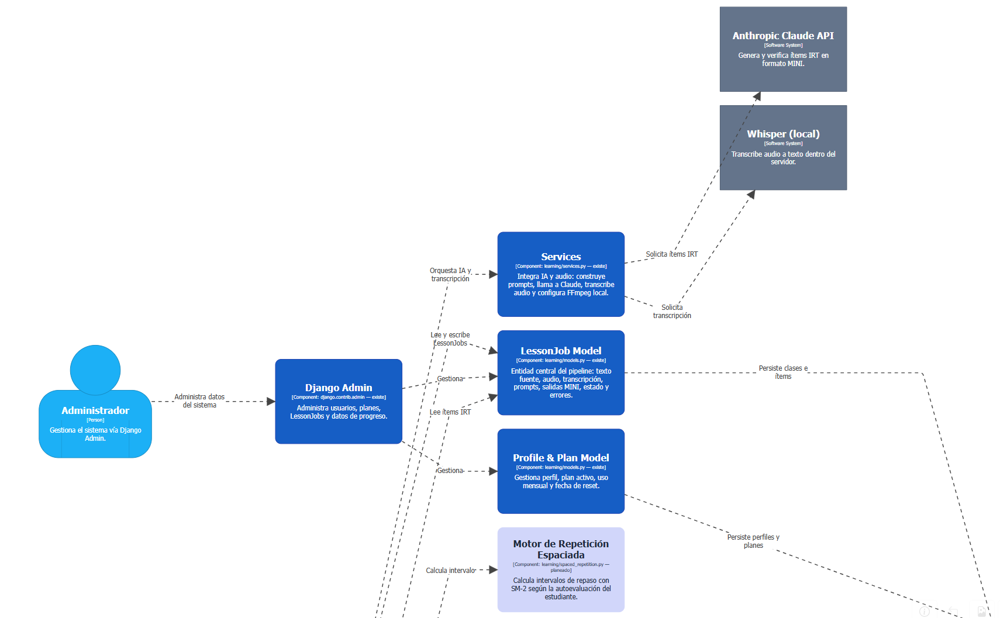 Anthropic Claude API
[Software System]
Genera y verifica ítems IRT en
formato MINI.
Whisper (local)
[Software System]
Transcribe audio a texto dentro del
servidor.
Services
[Component: learning/services.py — existe]
Integra IA y audio: construye
prompts, llama a Claude, transcribe
audio y configura FFmpeg local.
Solicita ítems IRT
Orquesta IA y
transcripción
Solicita
transcripción
Lee y escribe
LessonJobs
LessonJob Model
[Component: learning/models.py — existe]
Entidad central del pipeline: texto
fuente, audio, transcripción,
prompts, salidas MINI, estado y
errores.
Persiste clases e
ítems
Gestiona
Django Admin
[Component: django.contrib.admin — existe]
Administra usuarios, planes,
LessonJobs y datos de progreso.
Administra datos
del sistema
Administrador
[Person]
Gestiona el sistema vía Django
Admin.
Lee ítems IRT
Profile & Plan Model
[Component: learning/models.py — existe]
Gestiona perfil, plan activo, uso
mensual y fecha de reset.
Gestiona
Persiste perfiles y
planes
Motor de Repetición
Espaciada
[Component: learning/spaced_repetition.py —
planeado]
Calcula intervalos de repaso con
SM-2 según la autoevaluación del
estudiante.
Calcula intervalo